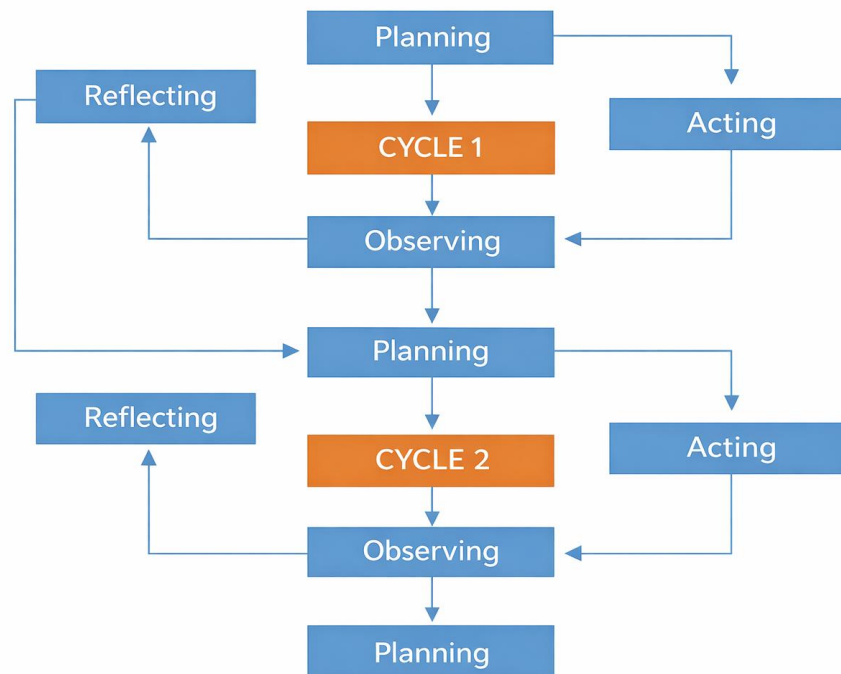 Planning
Reflecting
Acting
CYCLE 1
Observing
Planning
Reflecting
Acting
CYCLE 2
Observing
Planning